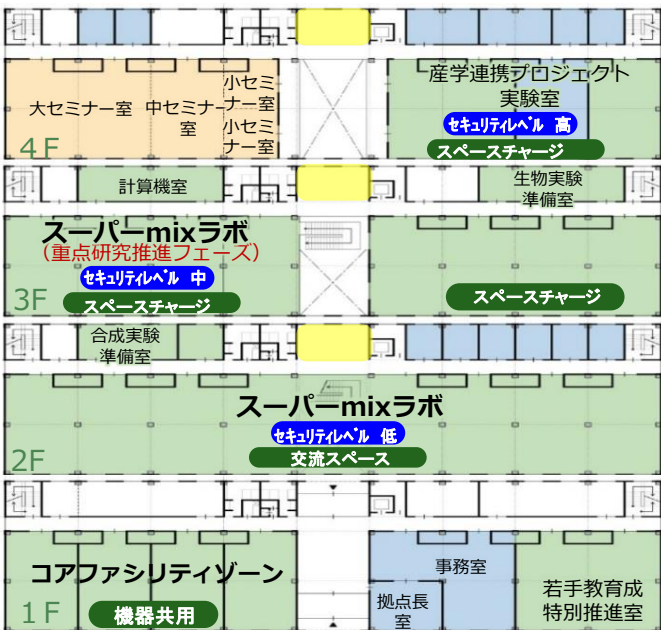 大セミナー室
中セミナー
室
小セミ
ナー室
小セミ
ナー室
産学連携プロジェクト
実験室
セキュリティレベル 高
スペースチャージ
4F
計算機室
生物実験
準備室
スーパーmixラボ
(重点研究推進フェーズ)
セキュリティレベル 中
スペースチャージ
スペースチャージ
3F
合成実験
準備室
スーパーmixラボ
セキュリティレベル 低
交流スペース
2F
コアファシリティゾーン
機器共用
事務室
拠点長
室
若手教育成
特別推進室
1F